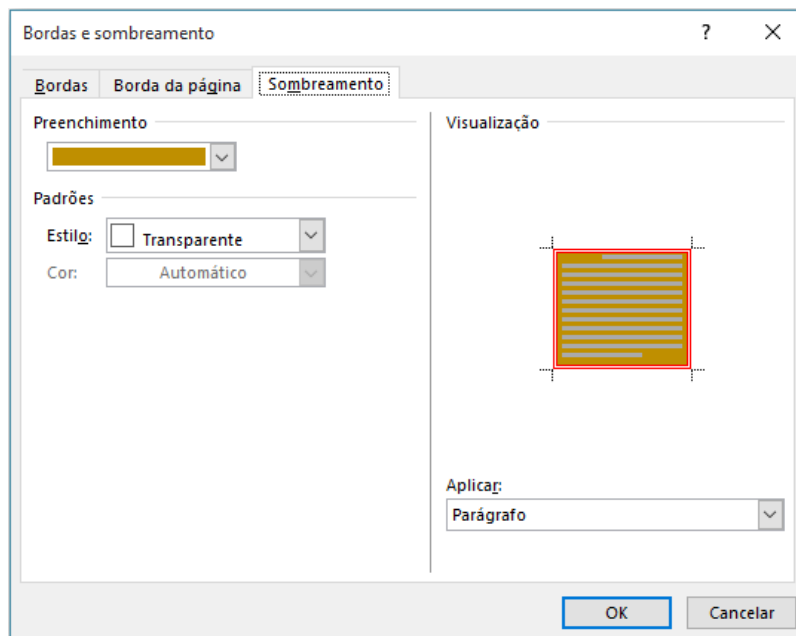 Bordas e sombreamento
?
Bordas
Borda da página
Sombreamento
Preenchimento
Padrões
Estilo:
Transparente
Cor:
Automático
Visualização
Aplicar:
Parágrafo
OK
Cancelar